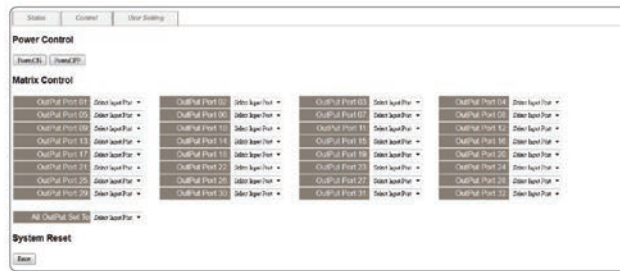 Status Control User Setting
Power Control
PowerON PowerOFF
Matrix Control
OutPut Port 01 Select Input Port OutPut Port 02 Select Input Port OutPut Port 03 Select Input Port OutPut Port 04 Select Input Port
OutPut Port 05 Select Input Port OutPut Port 06 Select Input Port OutPut Port 07 Select Input Port OutPut Port 08 Select Input Port
OutPut Port 09 Select Input Port OutPut Port 10 Select Input Port OutPut Port 11 Select Input Port OutPut Port 12 Select Input Port
OutPut Port 13 Select Input Port OutPut Port 14 Select Input Port OutPut Port 15 Select Input Port OutPut Port 16 Select Input Port
OutPut Port 17 Select Input Port OutPut Port 18 Select Input Port OutPut Port 19 Select Input Port OutPut Port 20 Select Input Port
OutPut Port 21 Select Input Port OutPut Port 22 Select Input Port OutPut Port 23 Select Input Port OutPut Port 24 Select Input Port
OutPut Port 25 Select Input Port OutPut Port 26 Select Input Port OutPut Port 27 Select Input Port OutPut Port 28 Select Input Port
OutPut Port 29 Select Input Port OutPut Port 30 Select Input Port OutPut Port 31 Select Input Port OutPut Port 32 Select Input Port
All OutPut Set To Select Input Port
System Reset
Reset